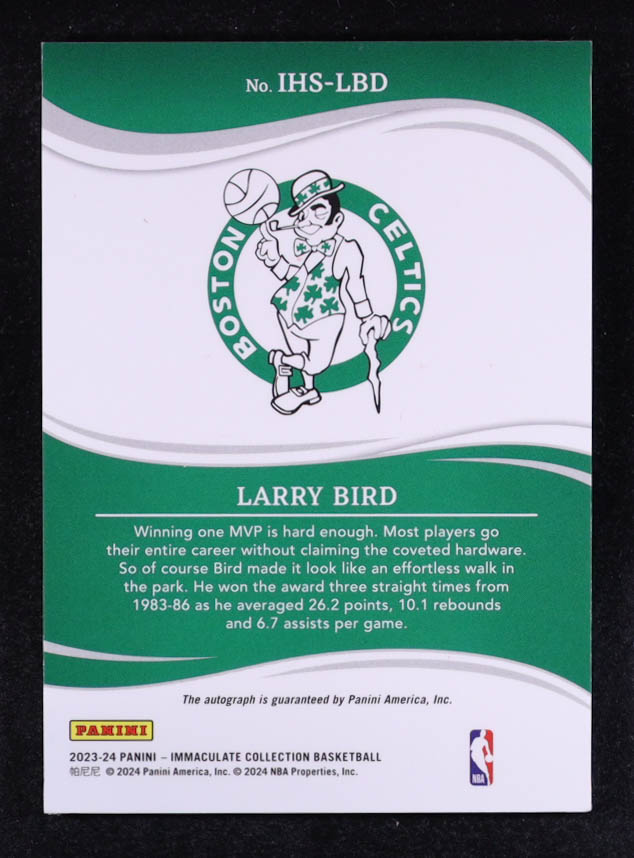 No. IHS-LBD
BOSTON CELTICS
LARRY BIRD
Winning one MVP is hard enough. Most players go
their entire career without claiming the coveted hardware.
So of course Bird made it look like an effortless walk in
the park. He won the award three straight times from
1983-86 as he averaged 26.2 points, 10.1 rebounds
and 6.7 assists per game.
The autograph is guaranteed by Panini America, Inc.
PANINI
2023-24 PANINI – IMMACULATE COLLECTION BASKETBALL
帕尼尼 © 2024 Panini America, Inc. © 2024 NBA Properties, Inc.
NBA